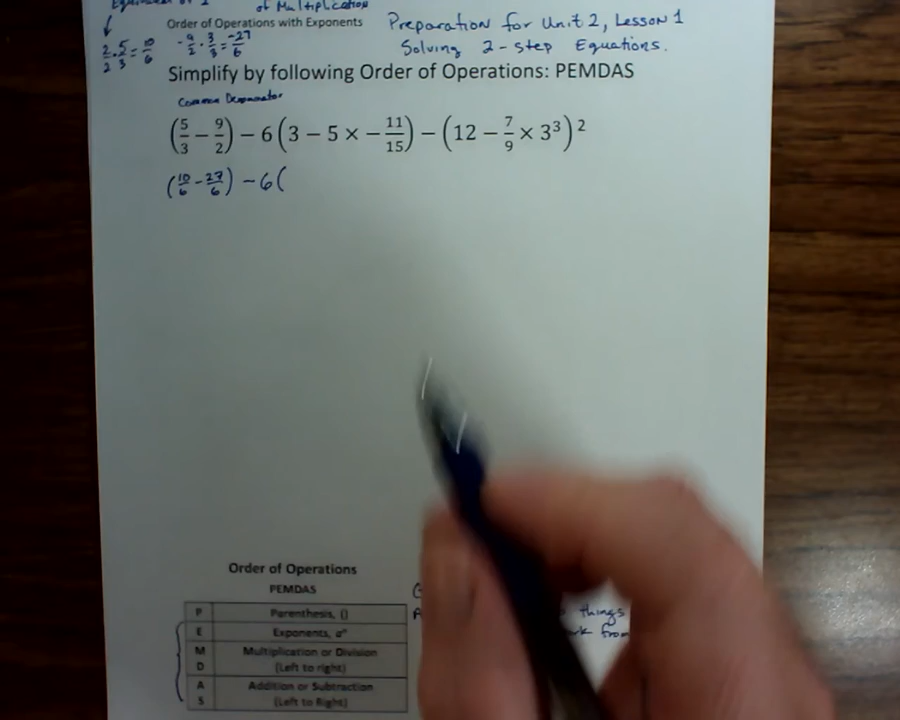 of Multiplication
Order of Operations with Exponents
Preparation for Unit 2, Lesson 1
Solving 2-step Equations.
2/2 · 5/3 = 10/6
-9/2 · 3/3 = -27/6
Simplify by following Order of Operations: PEMDAS
Common Denominator
(5/3 − 9/2) − 6(3 − 5 × −11/15) − (12 − 7/9 × 3³)²
(10/6 - 27/6) - 6(
Order of Operations
PEMDAS
P Parenthesis, ()
E Exponents, aⁿ
M Multiplication or Division
D (Left to right)
A Addition or Subtraction
S (Left to Right)
things
from